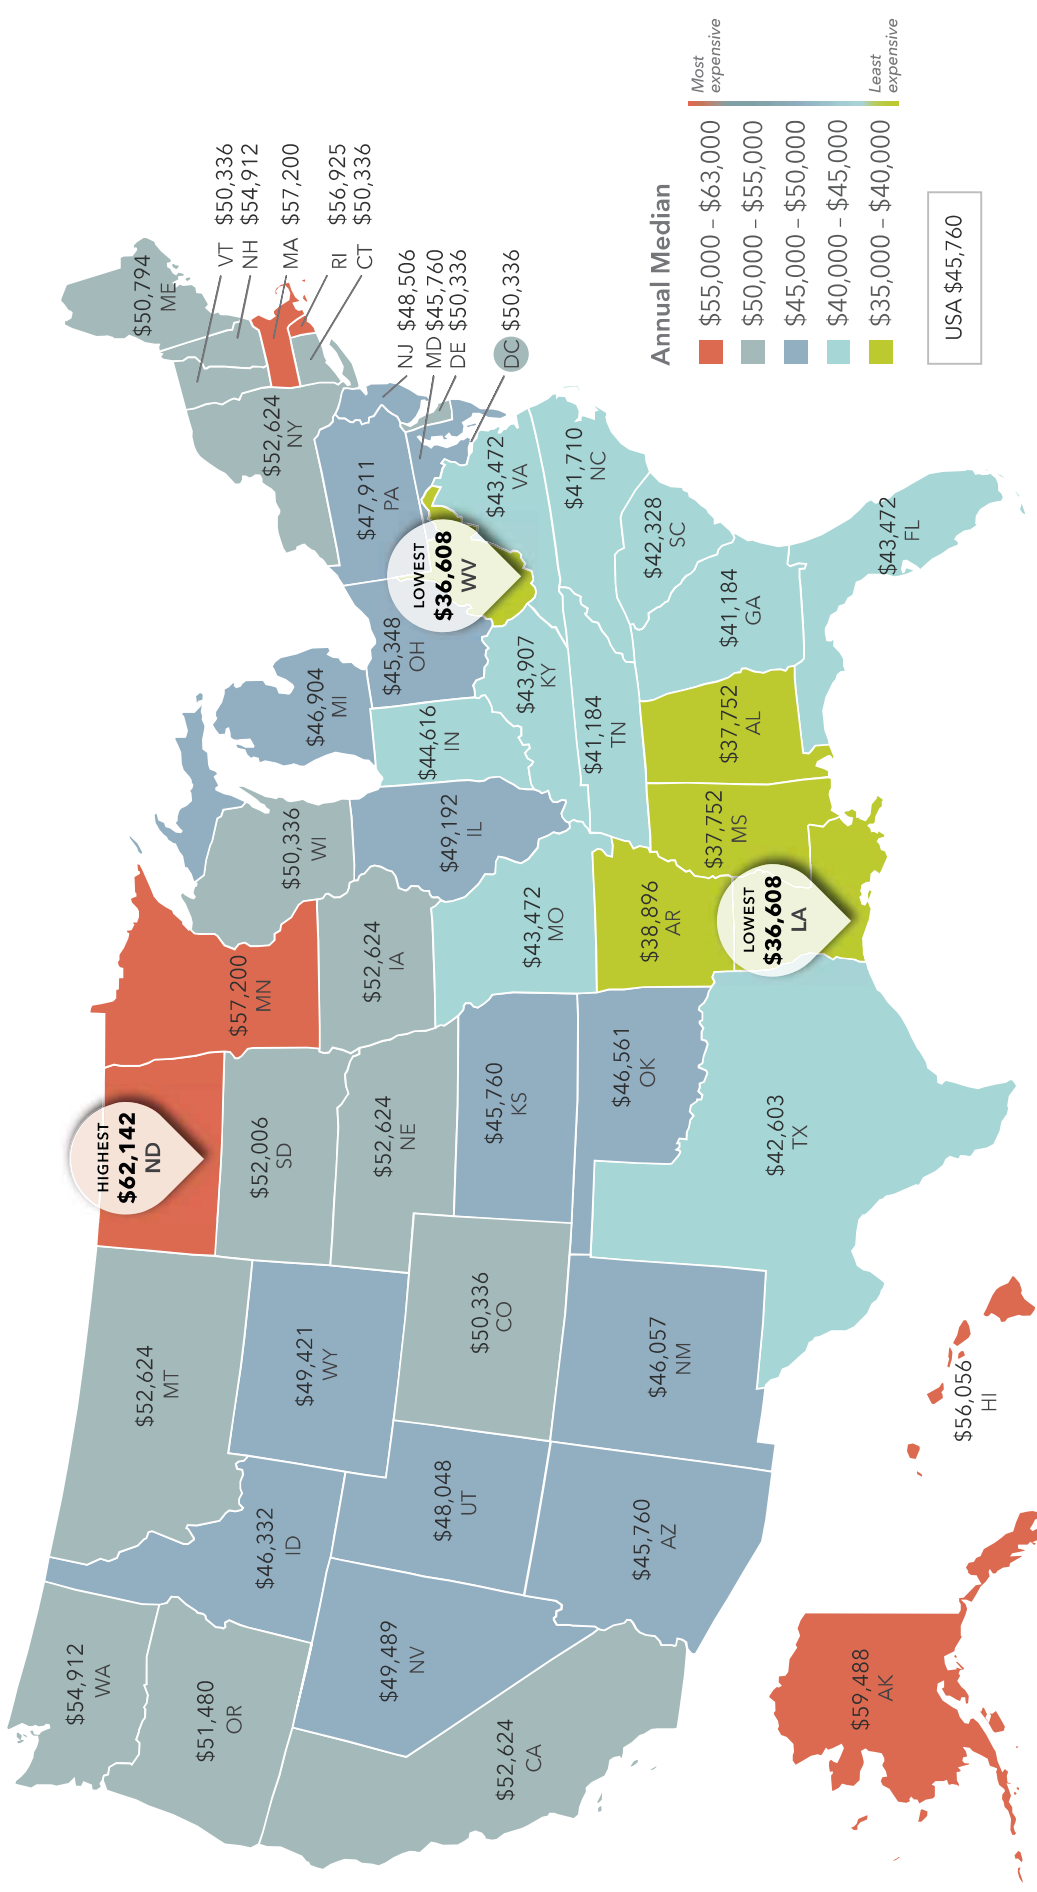 HIGHEST
$62,142
ND
$54,912
WA
$51,480
OR
$52,624
CA
$49,489
NV
$46,332
ID
$52,624
MT
$49,421
WY
$48,048
UT
$45,760
AZ
$50,336
CO
$46,057
NM
$52,006
SD
$52,624
NE
$45,760
KS
$46,561
OK
$42,603
TX
$57,200
MN
$52,624
IA
$43,472
MO
$38,896
AR
LOWEST
$36,608
LA
$50,336
WI
$49,192
IL
$37,752
MS
$46,904
MI
$44,616
IN
$43,907
KY
$41,184
TN
$37,752
AL
$45,348
OH
LOWEST
$36,608
WV
$41,184
GA
$43,472
FL
$42,328
SC
$41,710
NC
$43,472
VA
$47,911
PA
$52,624
NY
$50,794
ME
VT $50,336
NH $54,912
MA $57,200
RI $56,925
CT $50,336
NJ $48,506
MD $45,760
DE $50,336
DC $50,336
$59,488
AK
$56,056
HI
Annual Median
$55,000 – $63,000
$50,000 – $55,000
$45,000 – $50,000
$40,000 – $45,000
$35,000 – $40,000
Most
expensive
Least
expensive
USA $45,760